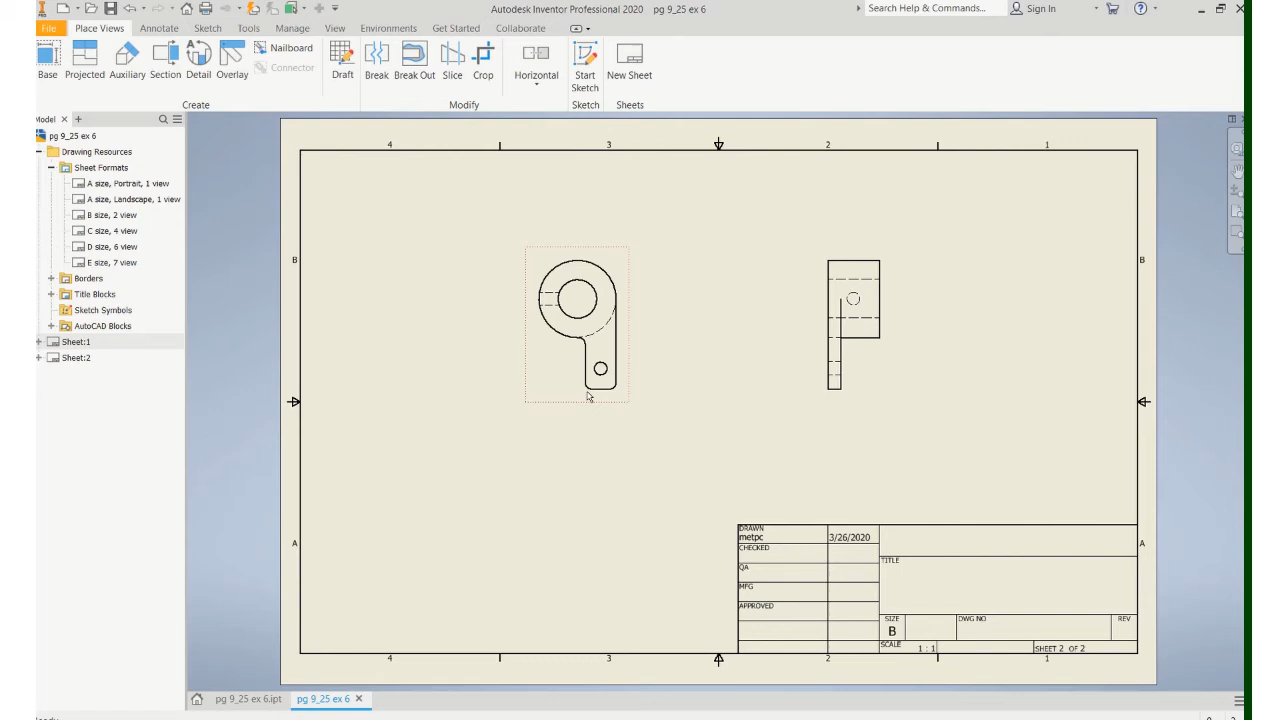 Autodesk Inventor Professional 2020 pg 9_25 ex 6
Search Help & Commands...
Sign In
File Place Views Annotate Sketch Tools Manage View Environments Get Started Collaborate
Base Projected Auxiliary Section Detail Overlay
Nailboard
Connector
Draft Break Break Out Slice Crop Horizontal
Start
Sketch
New Sheet
Create Modify Sketch Sheets
Model
pg 9_25 ex 6
Drawing Resources
Sheet Formats
A size, Portrait, 1 view
A size, Landscape, 1 view
B size, 2 view
C size, 4 view
D size, 6 view
E size, 7 view
Borders
Title Blocks
Sketch Symbols
AutoCAD Blocks
Sheet:1
Sheet:2
4 3 2 1
B B
A A
DRAWN
metpc 3/26/2020
CHECKED
QA
MFG
APPROVED
TITLE
SIZE
B
DWG NO
REV
SCALE
1 : 1
SHEET 2 OF 2
4 3 2 1
pg 9_25 ex 6.ipt
pg 9_25 ex 6